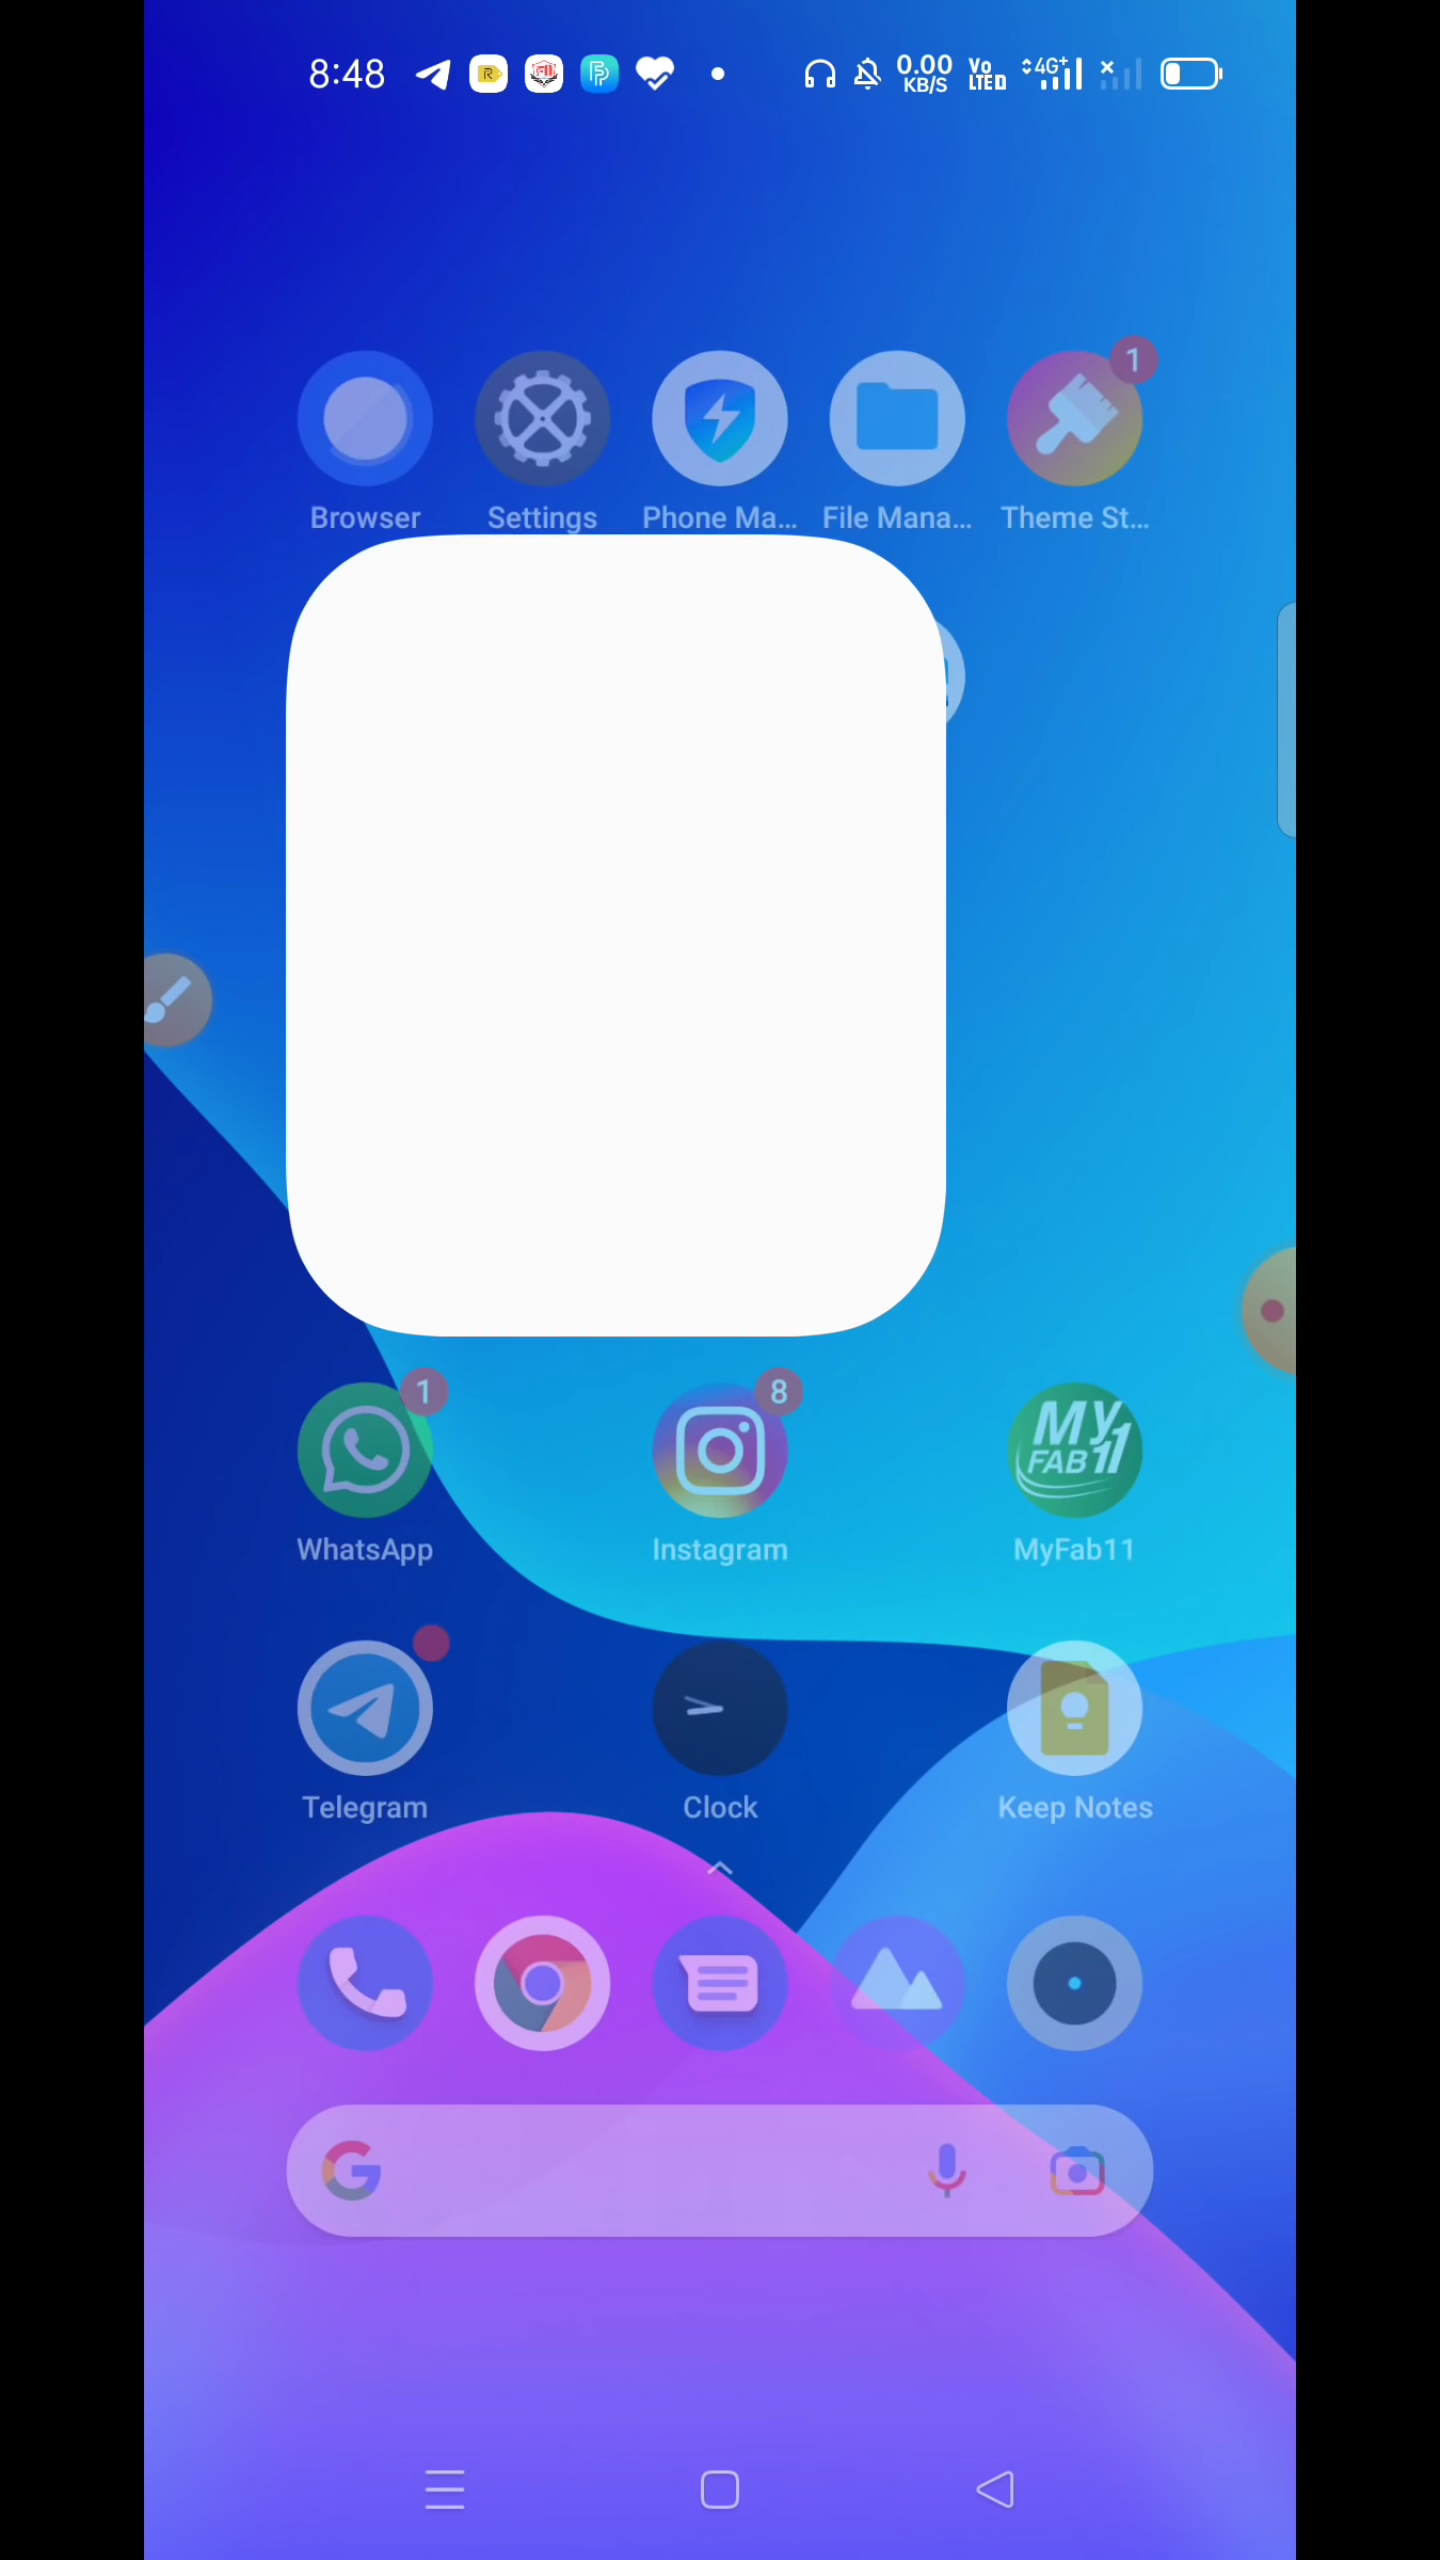 8:48 0.00 KB/S Vo LTE 4G+
1
Browser Settings Phone Ma... File Mana... Theme St...
1 8 My FAB11
WhatsApp Instagram MyFab11
Telegram Clock Keep Notes